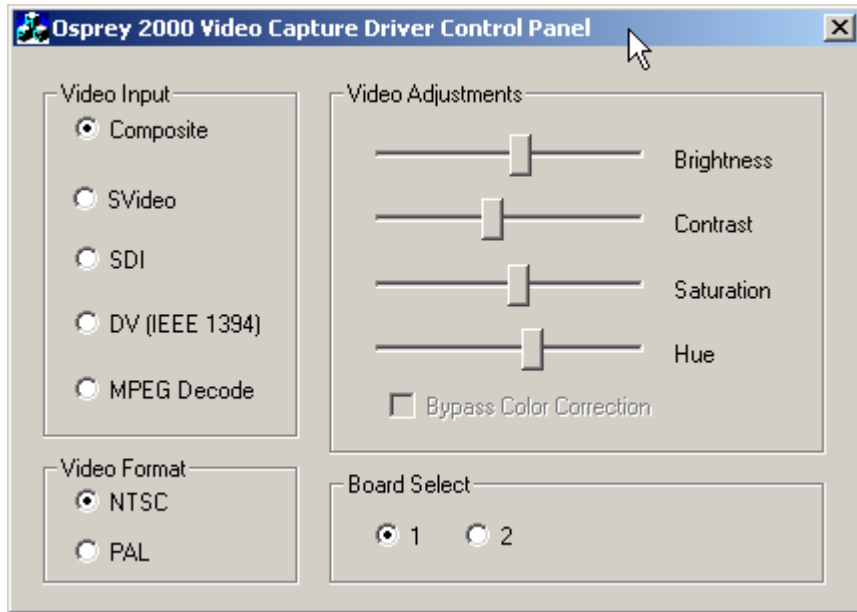 Osprey 2000 Video Capture Driver Control Panel
Video Input
Composite
SVideo
SDI
DV (IEEE 1394)
MPEG Decode
Video Adjustments
Brightness
Contrast
Saturation
Hue
Bypass Color Correction
Video Format
NTSC
PAL
Board Select
1 2